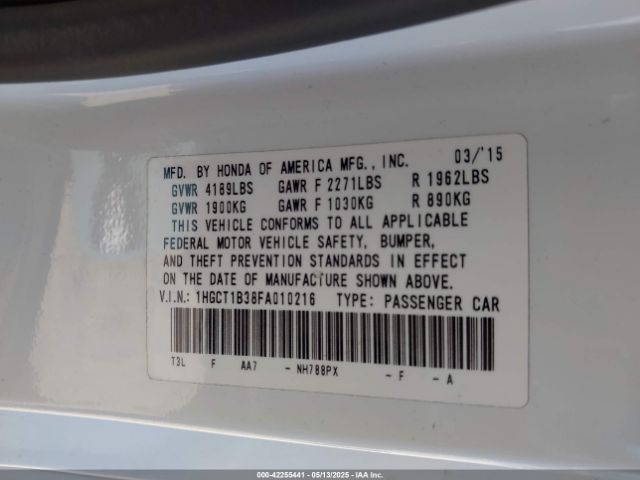 MFD. BY HONDA OF AMERICA MFG., INC. 03/'15
GVWR 4189LBS GAWR F 2271LBS R 1962LBS
GVWR 1900KG GAWR F 1030KG R 890KG
THIS VEHICLE CONFORMS TO ALL APPLICABLE
FEDERAL MOTOR VEHICLE SAFETY, BUMPER,
AND THEFT PREVENTION STANDARDS IN EFFECT
ON THE DATE OF MANUFACTURE SHOWN ABOVE.
V.I.N.: 1HGCT1B38FA010216 TYPE: PASSENGER CAR
T3L F AA7 - NH788PX - F - A
000-42255441 - 05/13/2025 - IAAI.COM